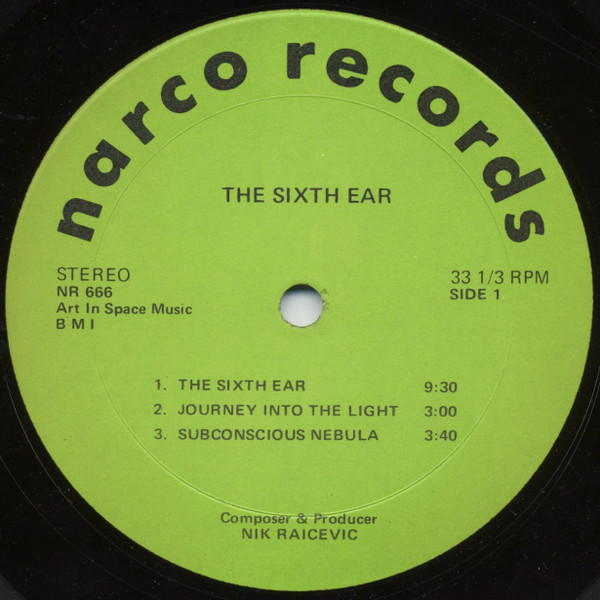 narco records
THE SIXTH EAR
STEREO
NR 666
Art In Space Music
B M I
33 1/3 RPM
SIDE 1
1. THE SIXTH EAR 9:30
2. JOURNEY INTO THE LIGHT 3:00
3. SUBCONSCIOUS NEBULA 3:40
Composer & Producer
NIK RAICEVIC